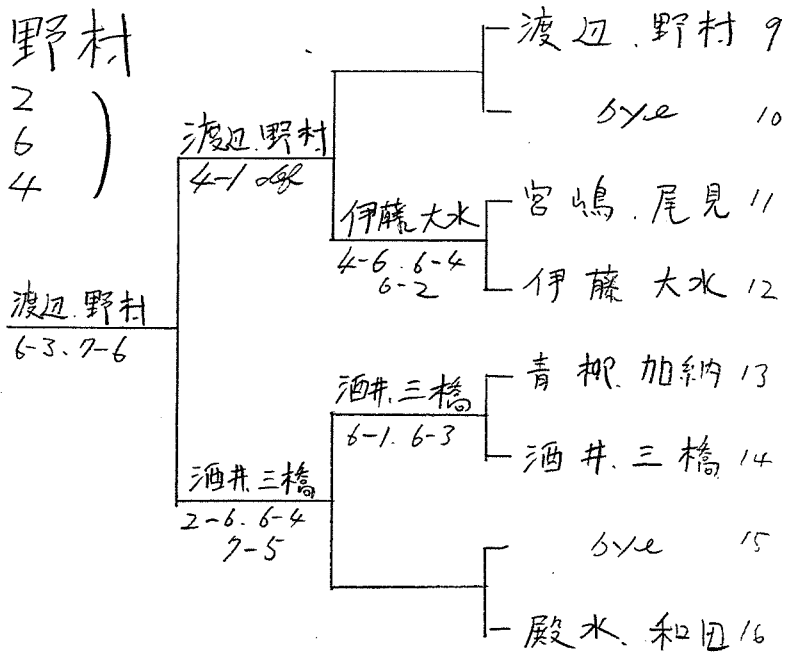 野村
2
6
4
渡辺.野村 9
bye 10
渡辺.野村
4-1 def
宮嶋.尾見 11
伊藤 大水
4-6.6-4
6-2
伊藤 大水 12
渡辺.野村
6-3.7-6
青柳.加納 13
酒井.三橋
6-1.6-3
酒井.三橋 14
酒井.三橋
2-6.6-4
7-5
bye 15
殿水.和田 16